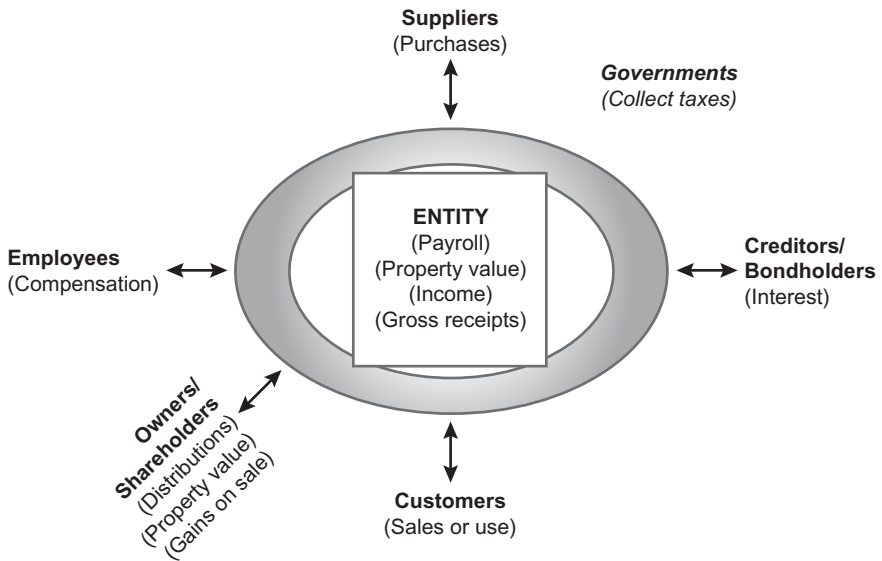 Suppliers
(Purchases)
Governments
(Collect taxes)
ENTITY
(Payroll)
(Property value)
(Income)
(Gross receipts)
Employees
(Compensation)
Creditors/
Bondholders
(Interest)
Owners/
Shareholders
(Distributions)
(Property value)
(Gains on sale)
Customers
(Sales or use)